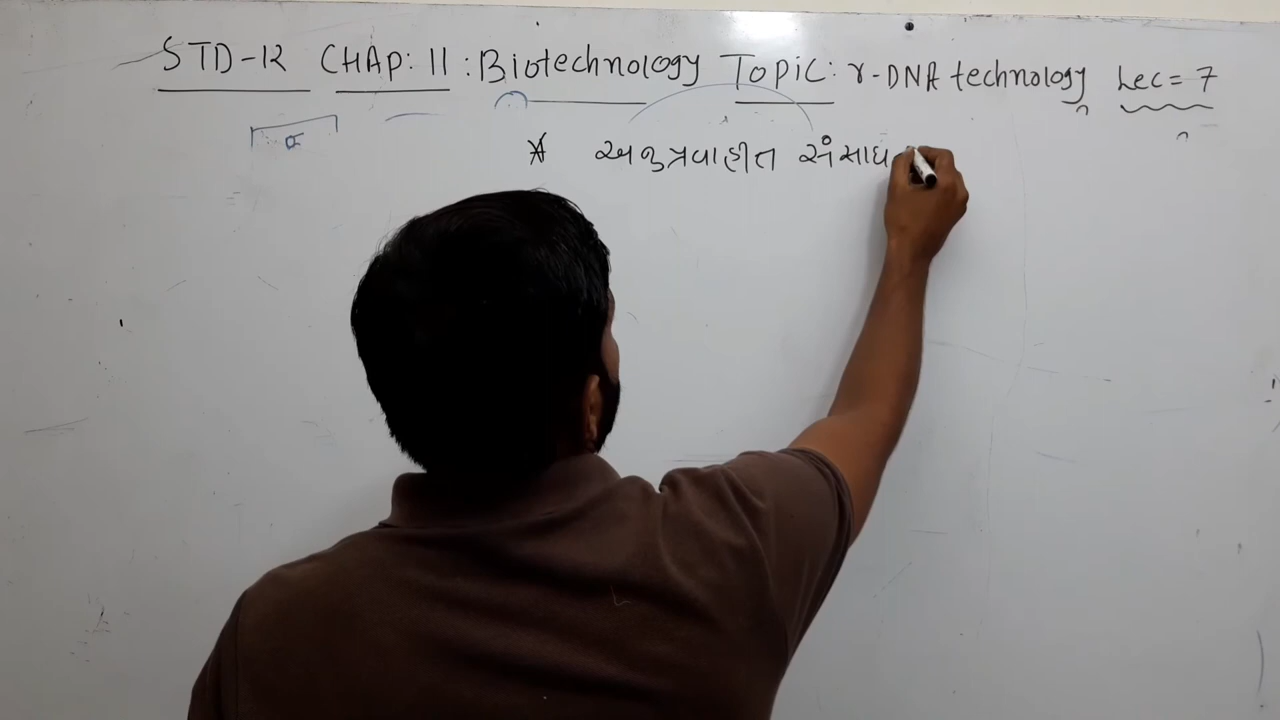 STD-12 CHAP: 11 : Biotechnology TOPIC: r-DNA technology Lec = 7
* અનુપ્રવાહીત સંસાધ